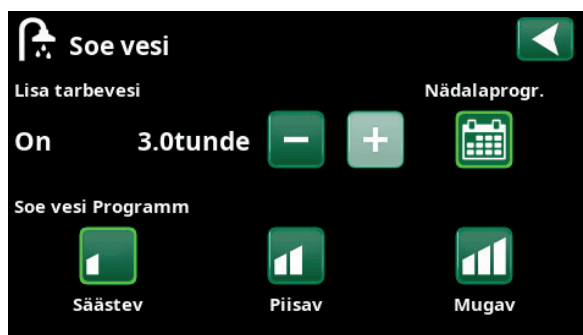 Soe vesi
Lisa tarbevesi
Nädalaprogr.
On 3.0tunde
Soe vesi Programm
Säästev
Piisav
Mugav